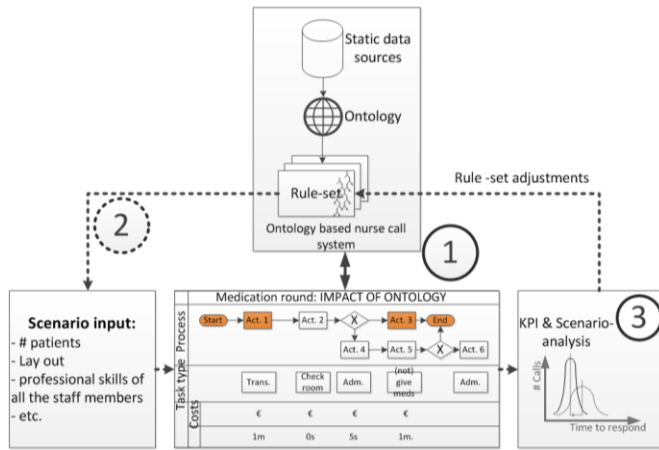 Static data
sources
Ontology
Rule-set
Ontology based nurse call
system
Rule -set adjustments
1
2
3
Scenario input:
- # patients
- Lay out
- professional skills of
all the staff members
- etc.
Medication round: IMPACT OF ONTOLOGY
Process
Start
Act. 1
Act. 2
X
Act. 3
End
Act. 4
Act. 5
X
Act. 6
Task type
Trans.
Check
room
Adm.
(not)
give
meds
Adm.
Costs
€ € € €
1m 0s 5s 1m.
KPI & Scenario-
analysis
# Calls
Time to respond